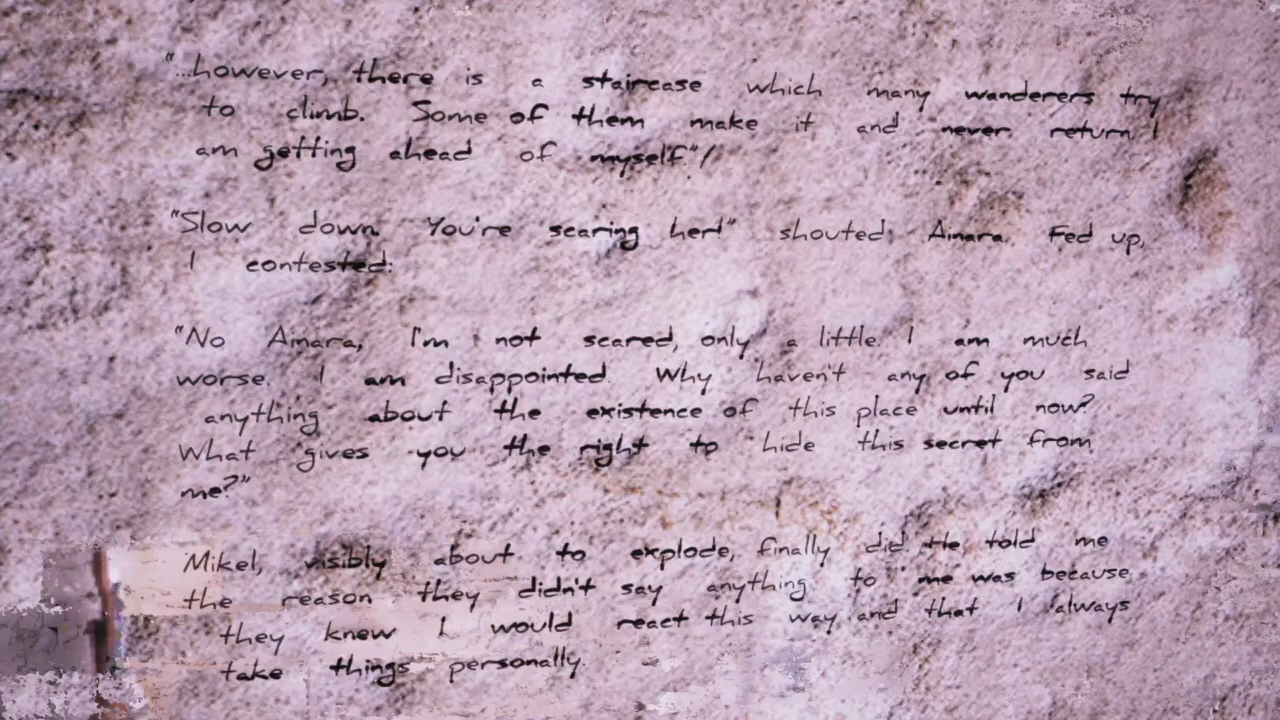 "...however, there is a staircase which many wanderers try
to climb. Some of them make it and never return. I
am getting ahead of myself"/
"Slow down. You're scaring her!" shouted Ainara. Fed up,
I contested:
"No Ainara, I'm not scared, only a little. I am much
worse. I am disappointed. Why haven't any of you said
anything about the existence of this place until now?
What gives you the right to hide this secret from
me?"
Mikel, visibly about to explode, finally did. He told me
the reason they didn't say anything to me was because
they knew I would react this way and that I always
take things personally.